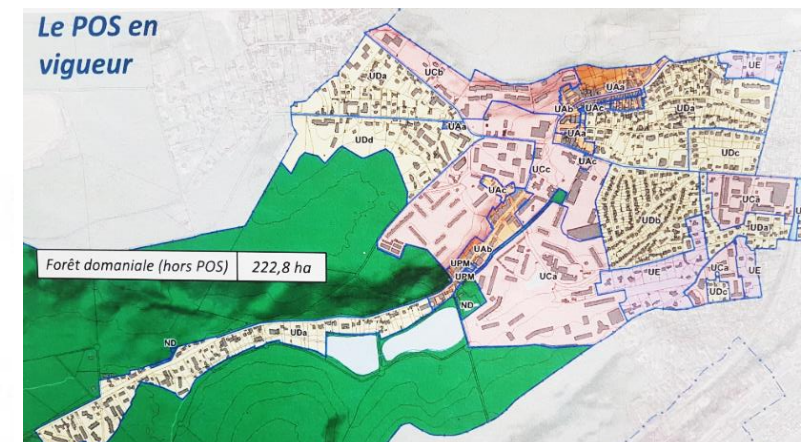 Le POS en
vigueur
UDa
UCb
UE
UAa
UAb
UAc
UDa
UAa
UAa
UDd
UAc
UDc
UCc
UAc
UCa
UDb
UAb
UDa
UPM
UPM
UE
UCa
UE
UDc
UCa
Forêt domaniale (hors POS) 222,8 ha
ND
ND
UDa